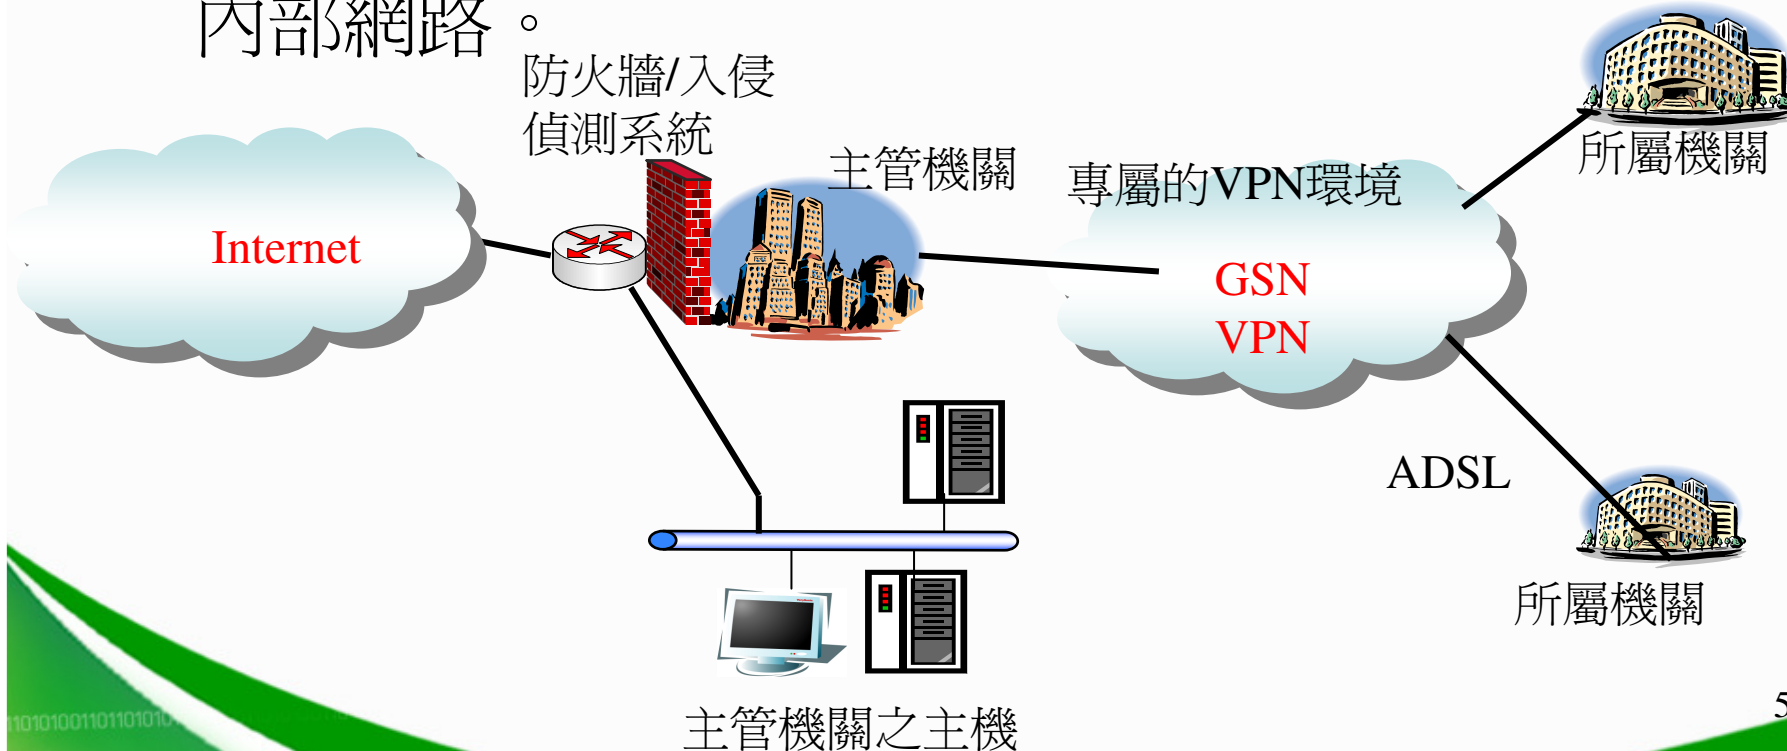 內部網路。
防火牆/入侵
偵測系統
主管機關
專屬的VPN環境
所屬機關
Internet
GSN
VPN
ADSL
所屬機關
主管機關之主機
5